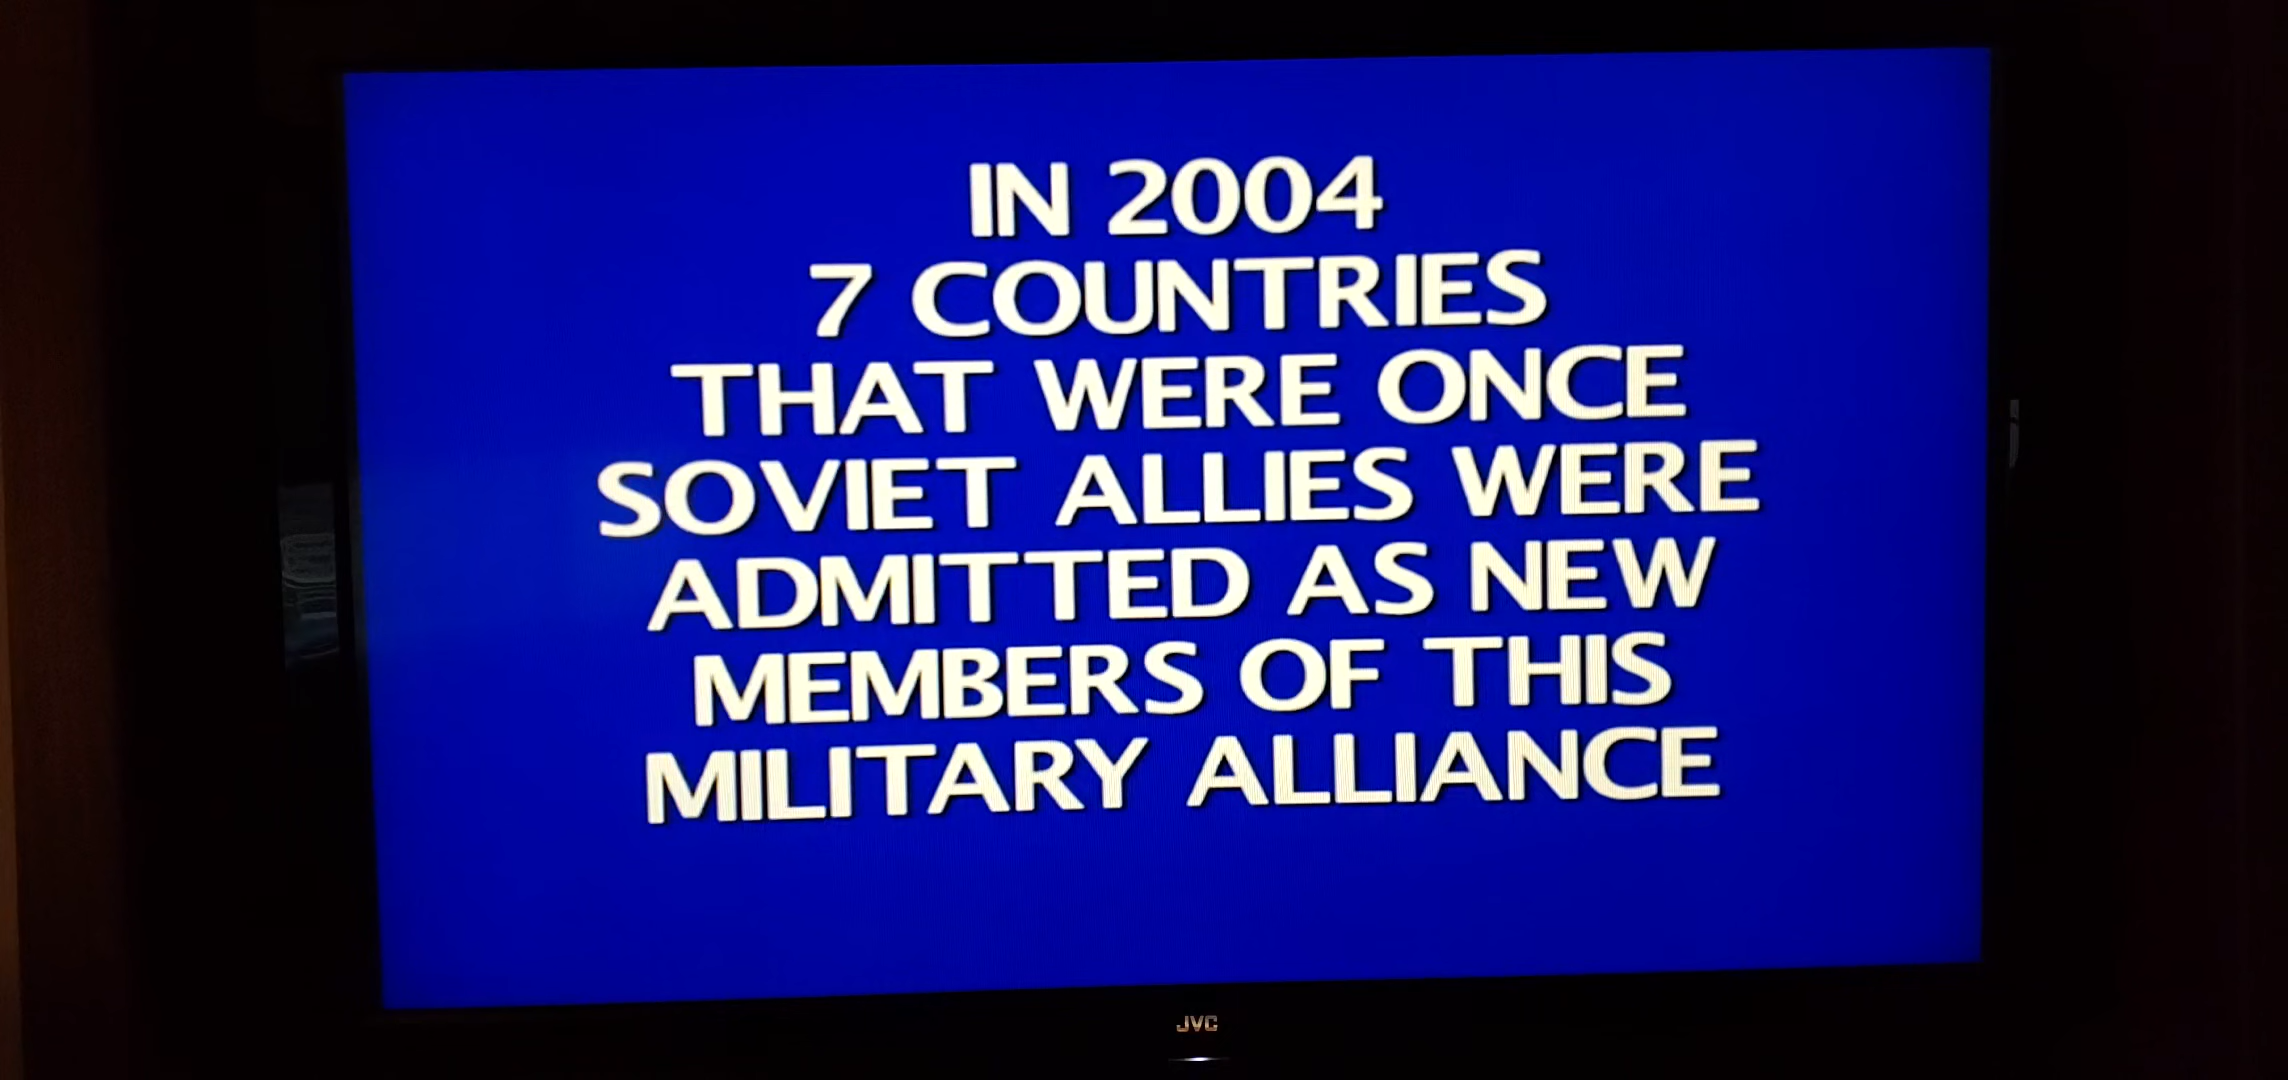 IN 2004
7 COUNTRIES
THAT WERE ONCE
SOVIET ALLIES WERE
ADMITTED AS NEW
MEMBERS OF THIS
MILITARY ALLIANCE
JVC